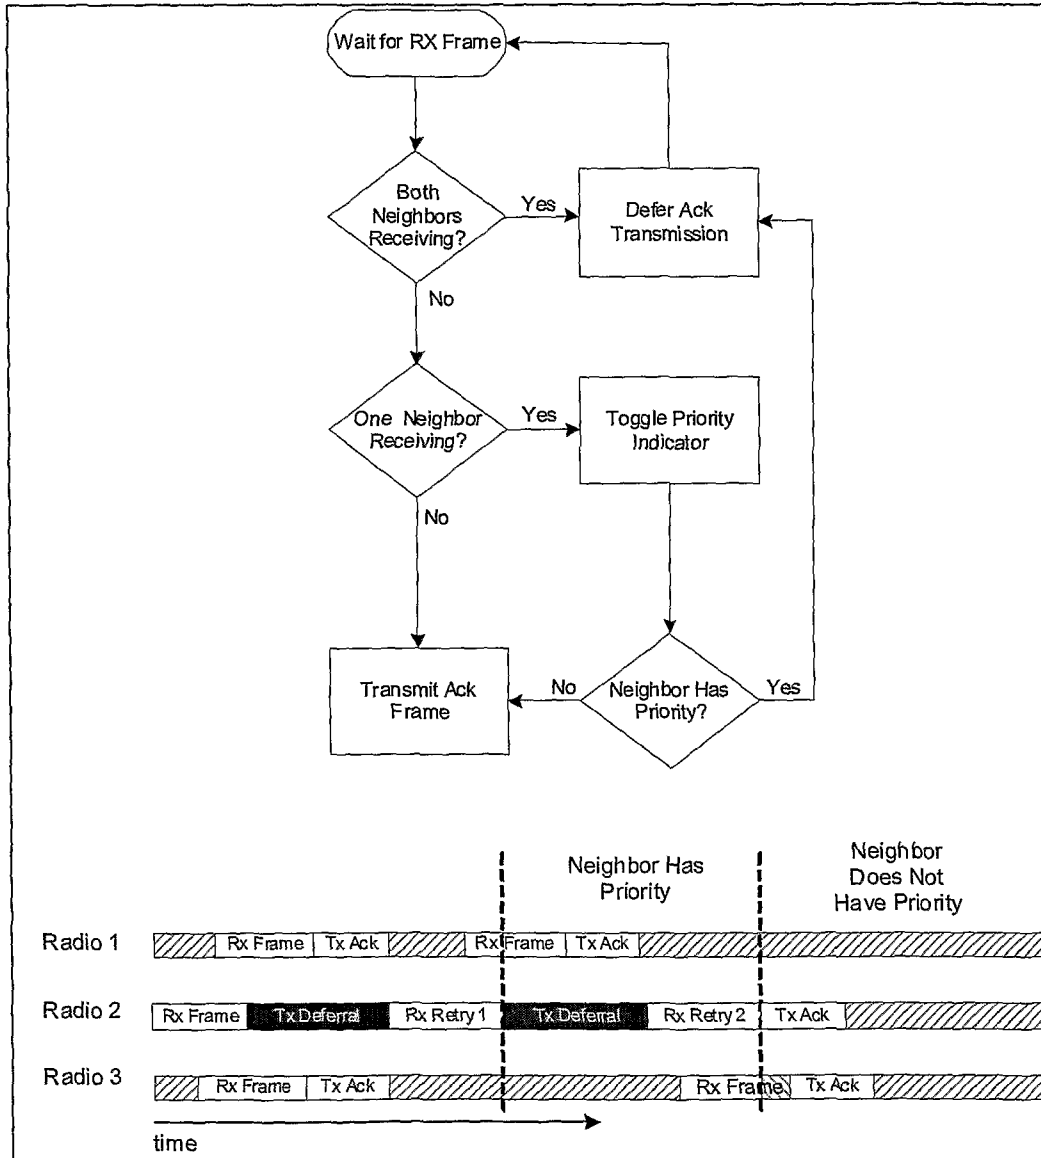 Wait for RX Frame
Both
Neighbors
Receiving?
Yes
Defer Ack
Transmission
No
One Neighbor
Receiving?
Yes
Toggle Priority
Indicator
No
Transmit Ack
Frame
No
Neighbor Has
Priority?
Yes
Neighbor Has
Priority
Neighbor
Does Not
Have Priority
Radio 1
Rx Frame
Tx Ack
Rx Frame
Tx Ack
Radio 2
Rx Frame
Tx Deferral
Rx Retry 1
Tx Deferral
Rx Retry 2
Tx Ack
Radio 3
Rx Frame
Tx Ack
Rx Frame
Tx Ack
time